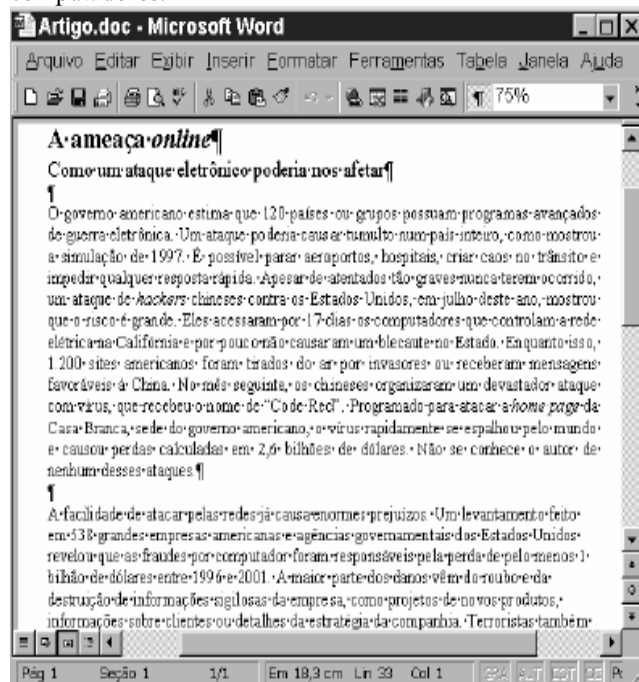 Artigo.doc - Microsoft Word
Arquivo Editar Exibir Inserir Formatar Ferramentas Tabela Janela Ajuda
75%
A·ameaça·online¶
Como·um·ataque·eletrônico·poderia·nos·afetar¶
¶
O·governo·americano·estima·que·120·países·ou·grupos·possuam·programas·avançados·
de·guerra·eletrônica.·Um·ataque·poderia·causar·tumulto·num·país·inteiro,·como·mostrou·
a·simulação·de·1997.·É·possível·parar·aeroportos,·hospitais,·criar·caos·no·trânsito·e·
impedir·qualquer·resposta·rápida.·Apesar·de·atentados·tão·graves·nunca·terem·ocorrido,·
um·ataque·de·hackers·chineses·contra·os·Estados·Unidos,·em·julho·deste·ano,·mostrou·
que·o·risco·é·grande.·Eles·acessaram·por·17·dias·os·computadores·que·controlam·a·rede·
elétrica·na·Califórnia·e·por·pouco·não·causaram·um·blecaute·no·Estado.·Enquanto·isso,·
1.200·sites·americanos·foram·tirados·do·ar·por·invasores·ou·receberam·mensagens·
favoráveis·à·China.·No·mês·seguinte,·os·chineses·organizaram·um·devastador·ataque·
com·vírus,·que·recebeu·o·nome·de·"Code·Red".·Programado·para·atacar·a·home·page·da·
Casa·Branca,·sede·do·governo·americano,·o·vírus·rapidamente·se·espalhou·pelo·mundo·
e·causou·perdas·calculadas·em·2,6·bilhões·de·dólares.·Não·se·conhece·o·autor·de·
nenhum·desses·ataques.¶
¶
A·facilidade·de·atacar·pelas·redes·já·causa·enormes·prejuízos.·Um·levantamento·feito·
em·538·grandes·empresas·americanas·e·agências·governamentais·dos·Estados·Unidos·
revelou·que·as·fraudes·por·computador·foram·responsáveis·pela·perda·de·pelo·menos·1·
bilhão·de·dólares·entre·1996·e·2001.·A·maior·parte·dos·danos·vêm·do·roubo·e·da·
destruição·de·informações·sigilosas·da·empresa,·como·projetos·de·novos·produtos,·
informações·sobre·clientes·ou·detalhes·da·estratégia·da·companhia.·Terroristas·também·
Pág 1 Seção 1 1/1 Em 18,3 cm Lin 33 Col 1 GRA ALT EST SE Po